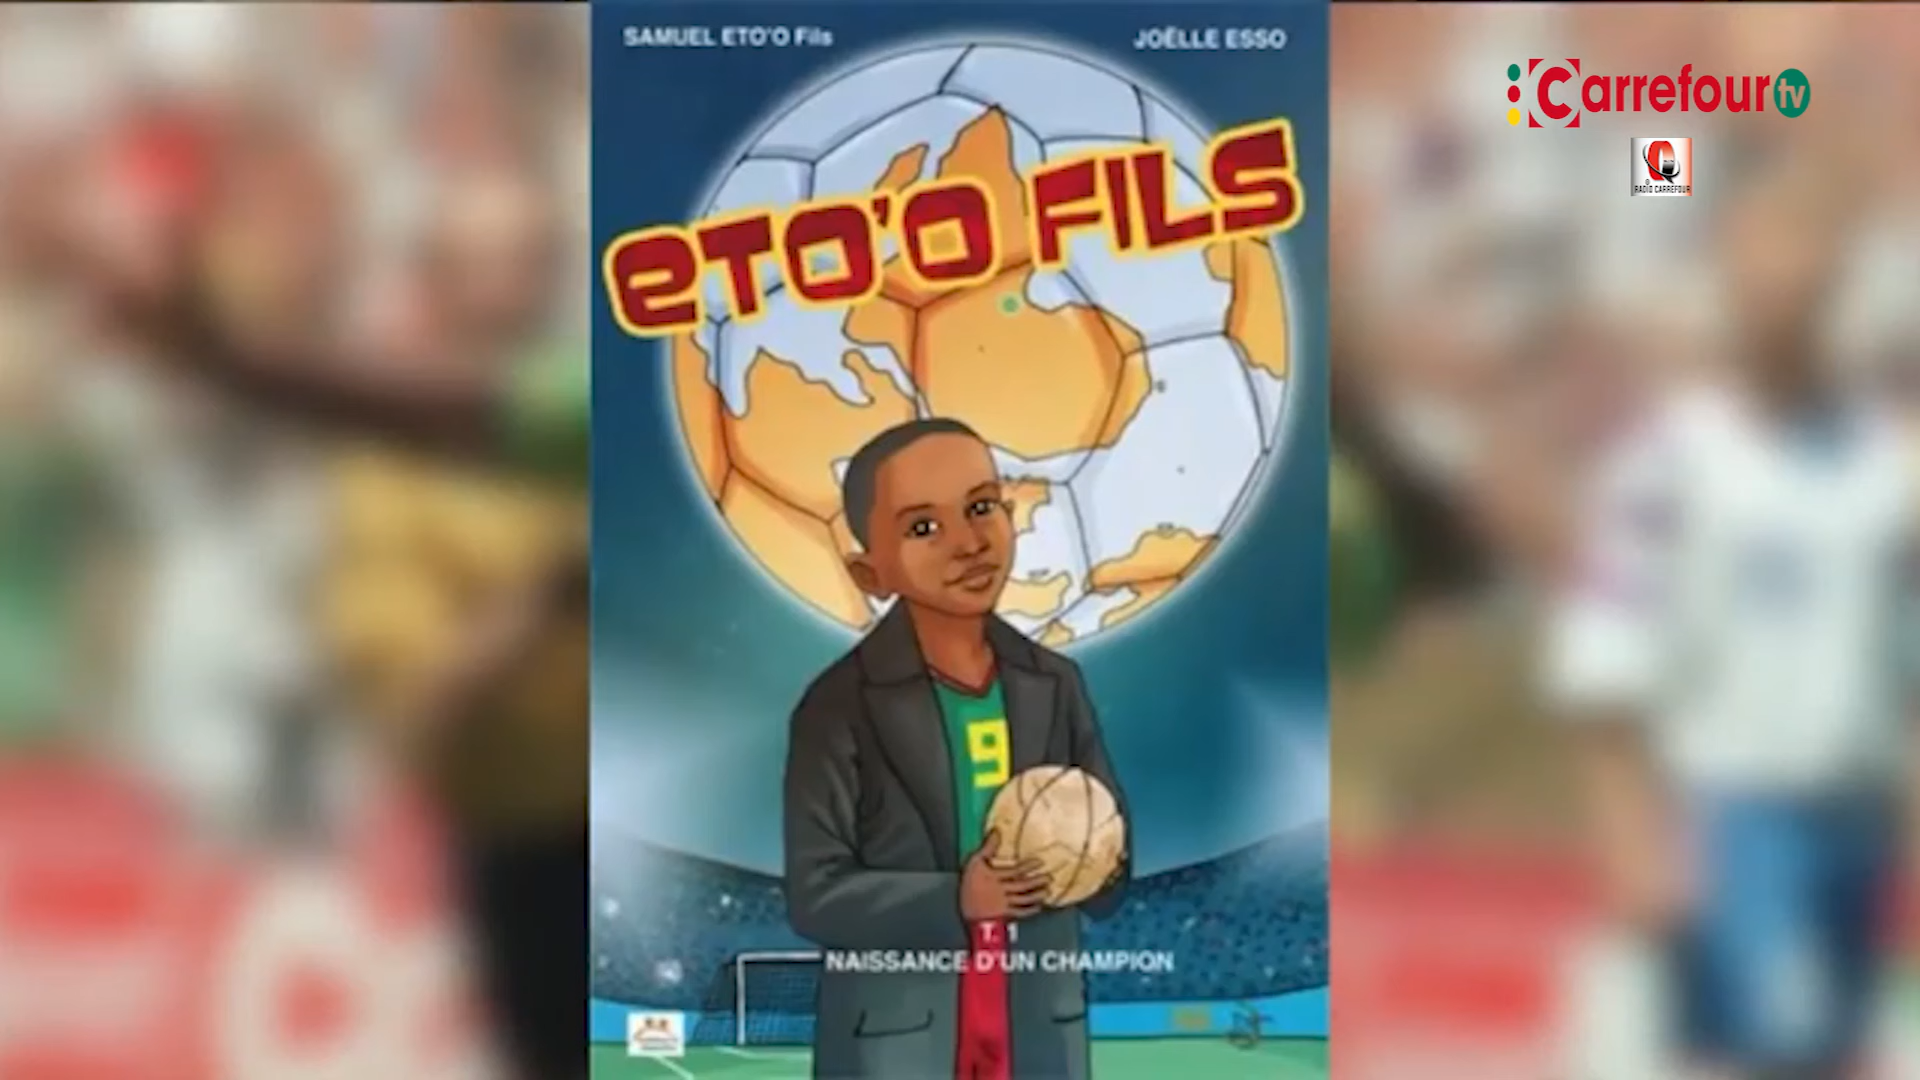 SAMUEL ETO'O Fils
JOËLLE ESSO
Carrefour tv
RADIO CARREFOUR
ETO'O FILS
9
T. 1
NAISSANCE D'UN CHAMPION